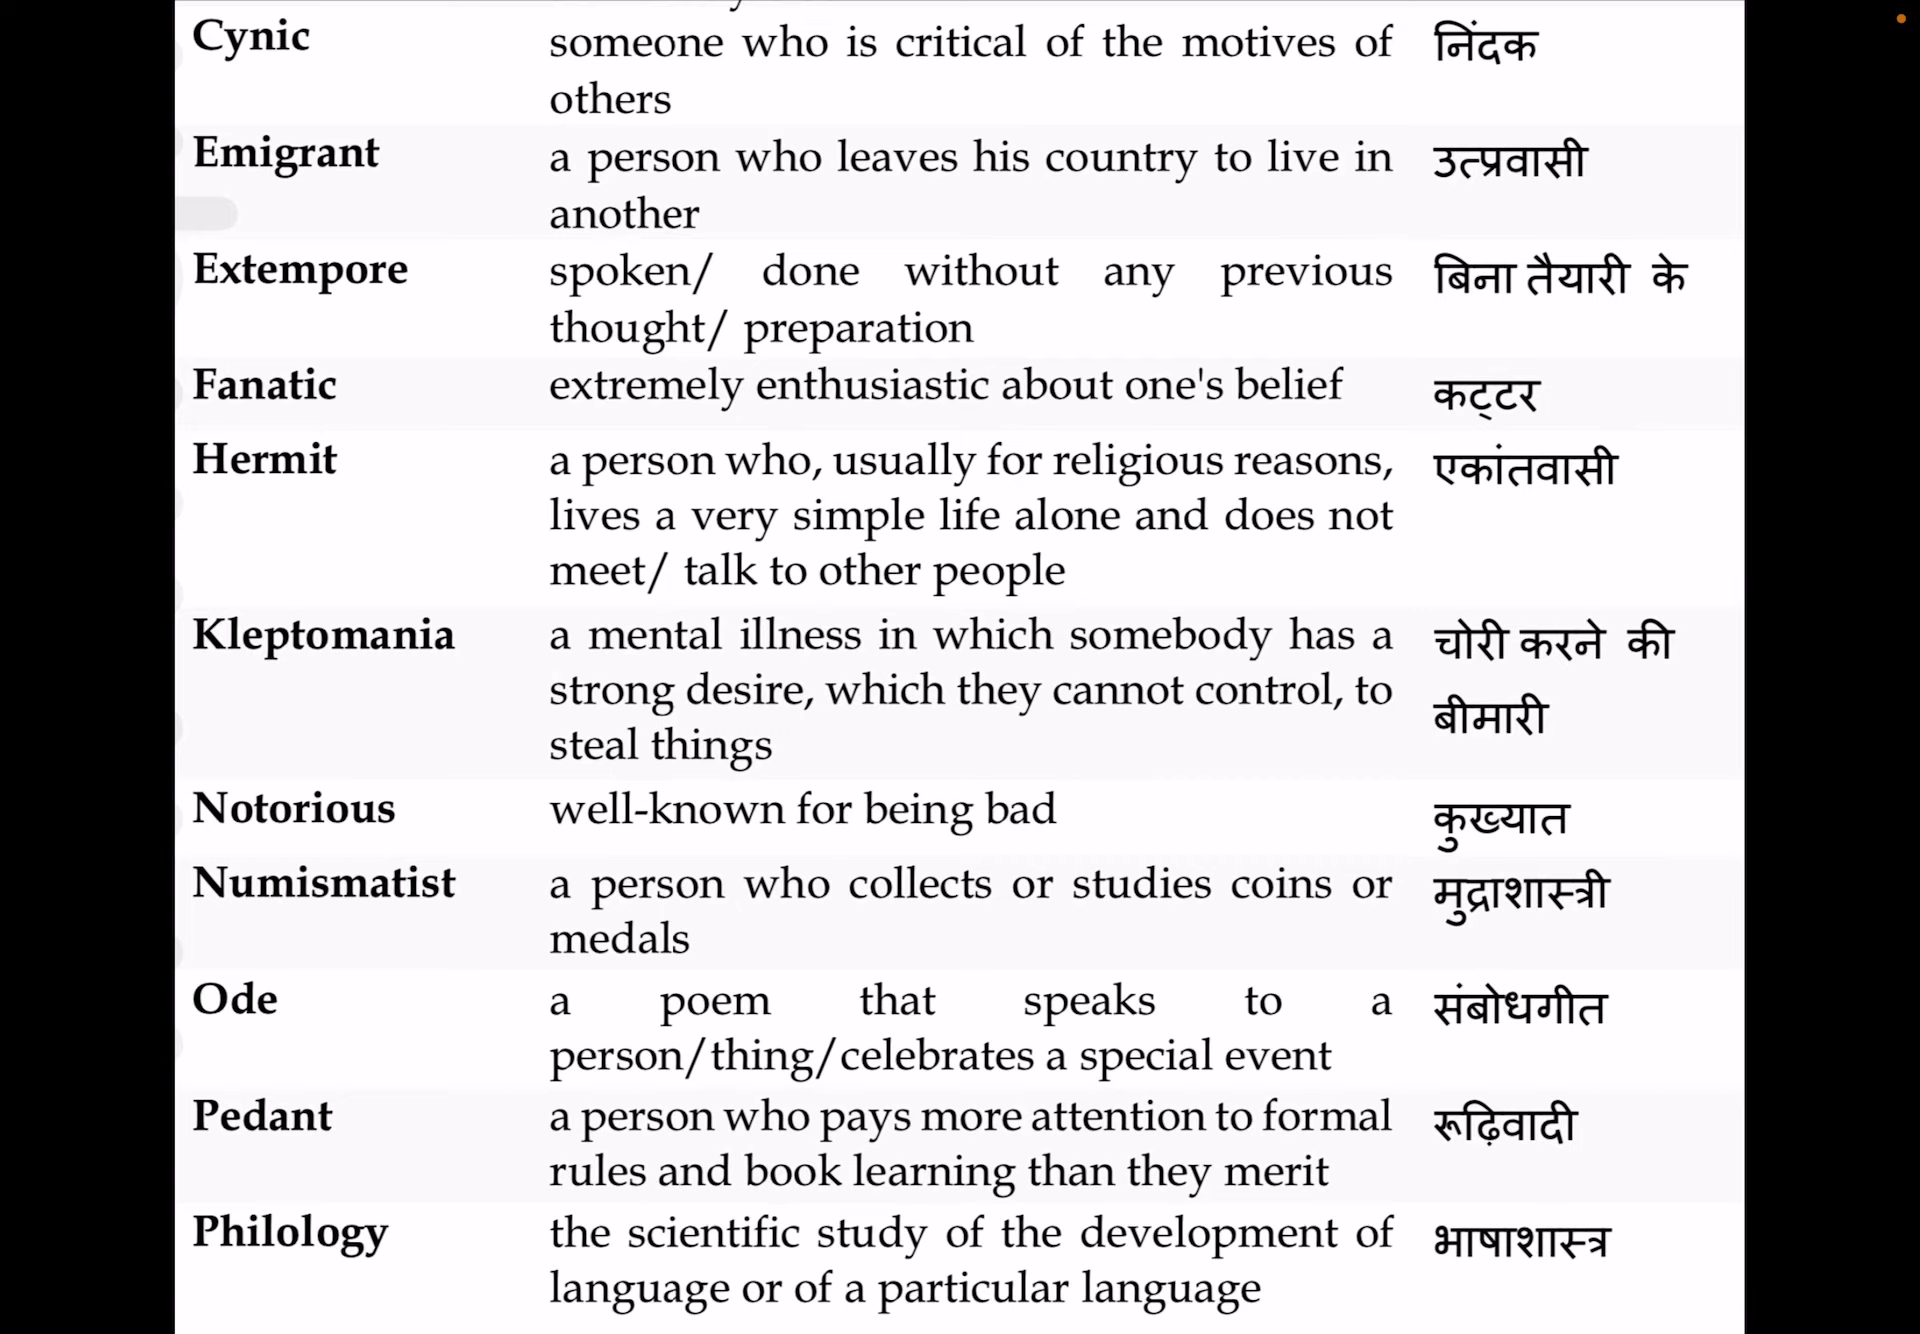 Cynic someone who is critical of the motives of निंदक
others
Emigrant a person who leaves his country to live in उत्प्रवासी
another
Extempore spoken/ done without any previous बिना तैयारी के
thought/ preparation
Fanatic extremely enthusiastic about one's belief कट्टर
Hermit a person who, usually for religious reasons, एकांतवासी
lives a very simple life alone and does not
meet/ talk to other people
Kleptomania a mental illness in which somebody has a चोरी करने की
strong desire, which they cannot control, to बीमारी
steal things
Notorious well-known for being bad कुख्यात
Numismatist a person who collects or studies coins or मुद्राशास्त्री
medals
Ode a poem that speaks to a संबोधगीत
person/thing/celebrates a special event
Pedant a person who pays more attention to formal रूढ़िवादी
rules and book learning than they merit
Philology the scientific study of the development of भाषाशास्त्र
language or of a particular language